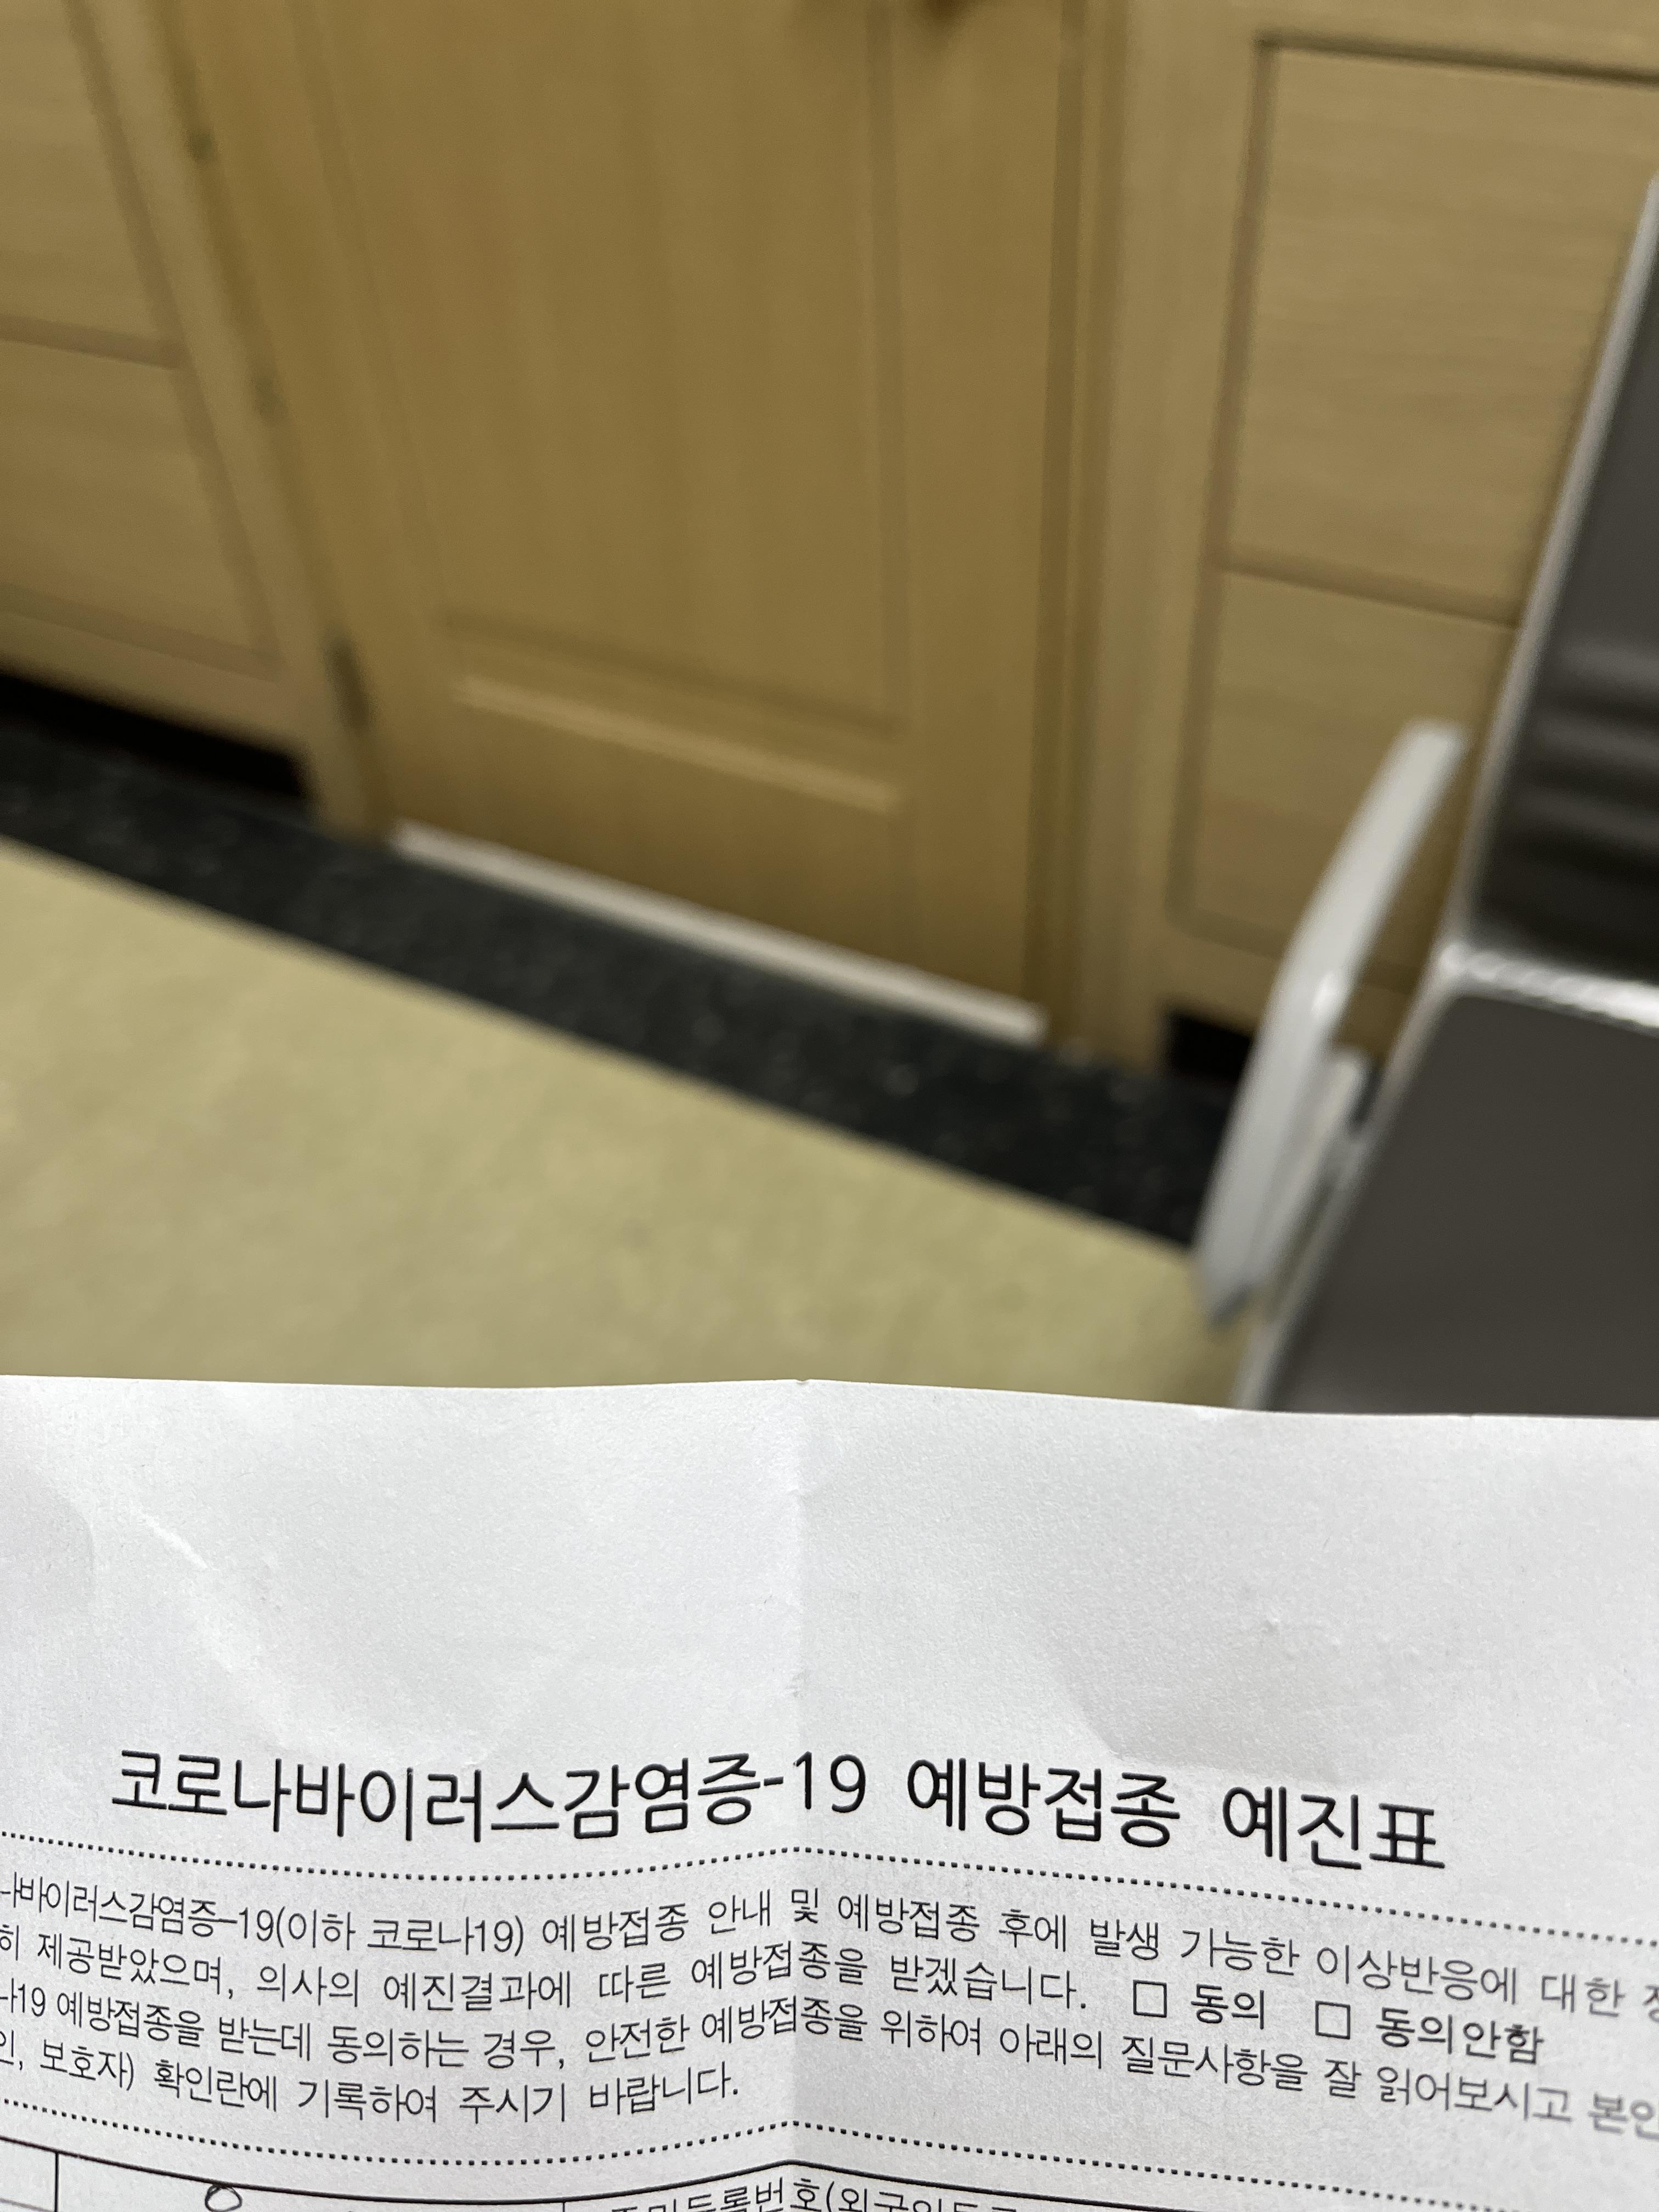 코로나바이러스감염증-19 예방접종 예진표
나바이러스감염증-19(이하 코로나19) 예방접종 안내 및 예방접종 후에 발생 가능한 이상반응에 대한
히 제공받았으며, 의사의 예진결과에 따른 예방접종을 받겠습니다. □ 동의 □ 동의안함
나19 예방접종을 받는데 동의하는 경우, 안전한 예방접종을 위하여 아래의 질문사항을 잘 읽어보시고 본인
인, 보호자) 확인란에 기록하여 주시기 바랍니다.